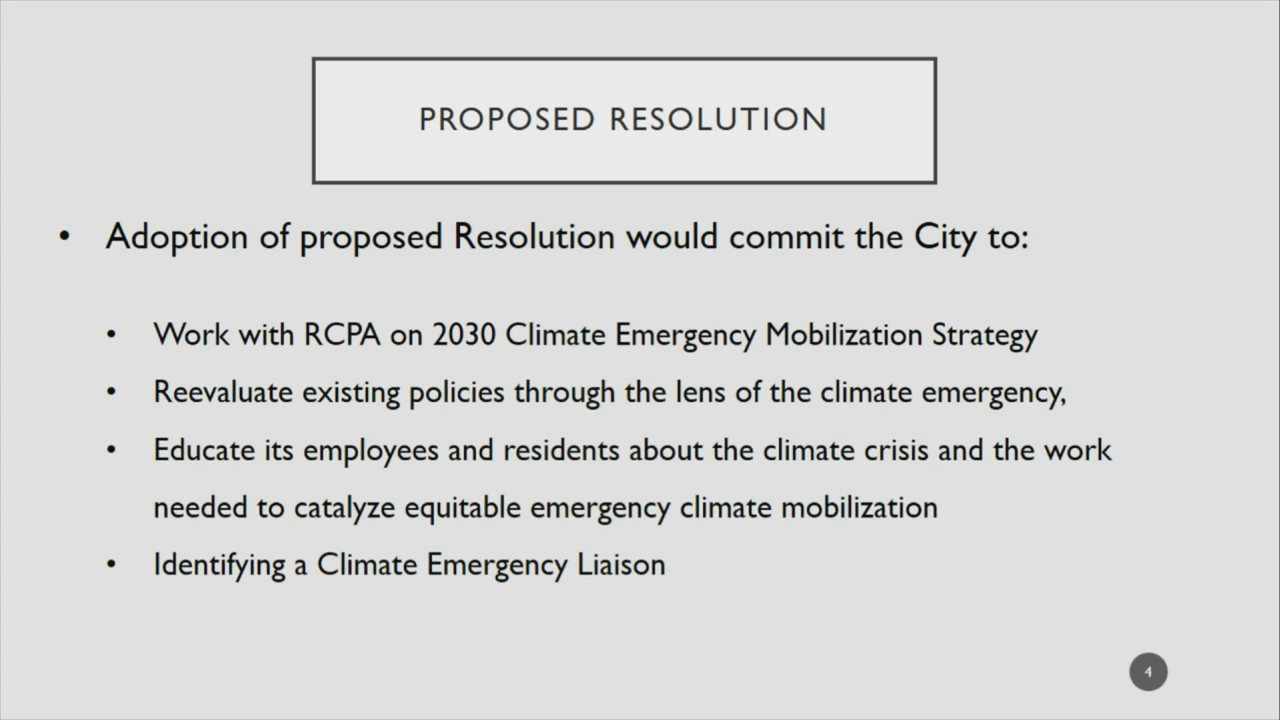 PROPOSED RESOLUTION
• Adoption of proposed Resolution would commit the City to:
• Work with RCPA on 2030 Climate Emergency Mobilization Strategy
• Reevaluate existing policies through the lens of the climate emergency,
• Educate its employees and residents about the climate crisis and the work
needed to catalyze equitable emergency climate mobilization
• Identifying a Climate Emergency Liaison
4